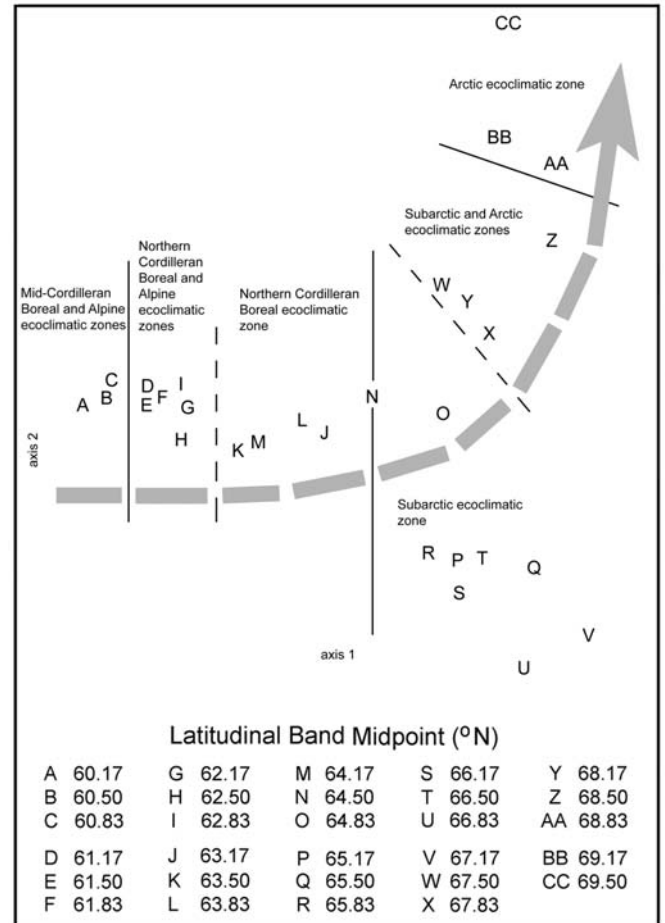 CC
Arctic ecoclimatic zone
BB
AA
Subarctic and Arctic
ecoclimatic zones
Z
Northern
Cordilleran
Boreal and
Alpine
ecoclimatic
zones
W
Y
X
Mid-Cordilleran
Boreal and Alpine
ecoclimatic zones
Northern Cordilleran
Boreal ecoclimatic
zone
C
B
A
D
E
F
I
G
H
N
O
L
J
M
K
axis 2
Subarctic ecoclimatic
zone
R
P
T
Q
S
V
U
axis 1
Latitudinal Band Midpoint (°N)
A 60.17 G 62.17 M 64.17 S 66.17 Y 68.17
B 60.50 H 62.50 N 64.50 T 66.50 Z 68.50
C 60.83 I 62.83 O 64.83 U 66.83 AA 68.83
D 61.17 J 63.17 P 65.17 V 67.17 BB 69.17
E 61.50 K 63.50 Q 65.50 W 67.50 CC 69.50
F 61.83 L 63.83 R 65.83 X 67.83